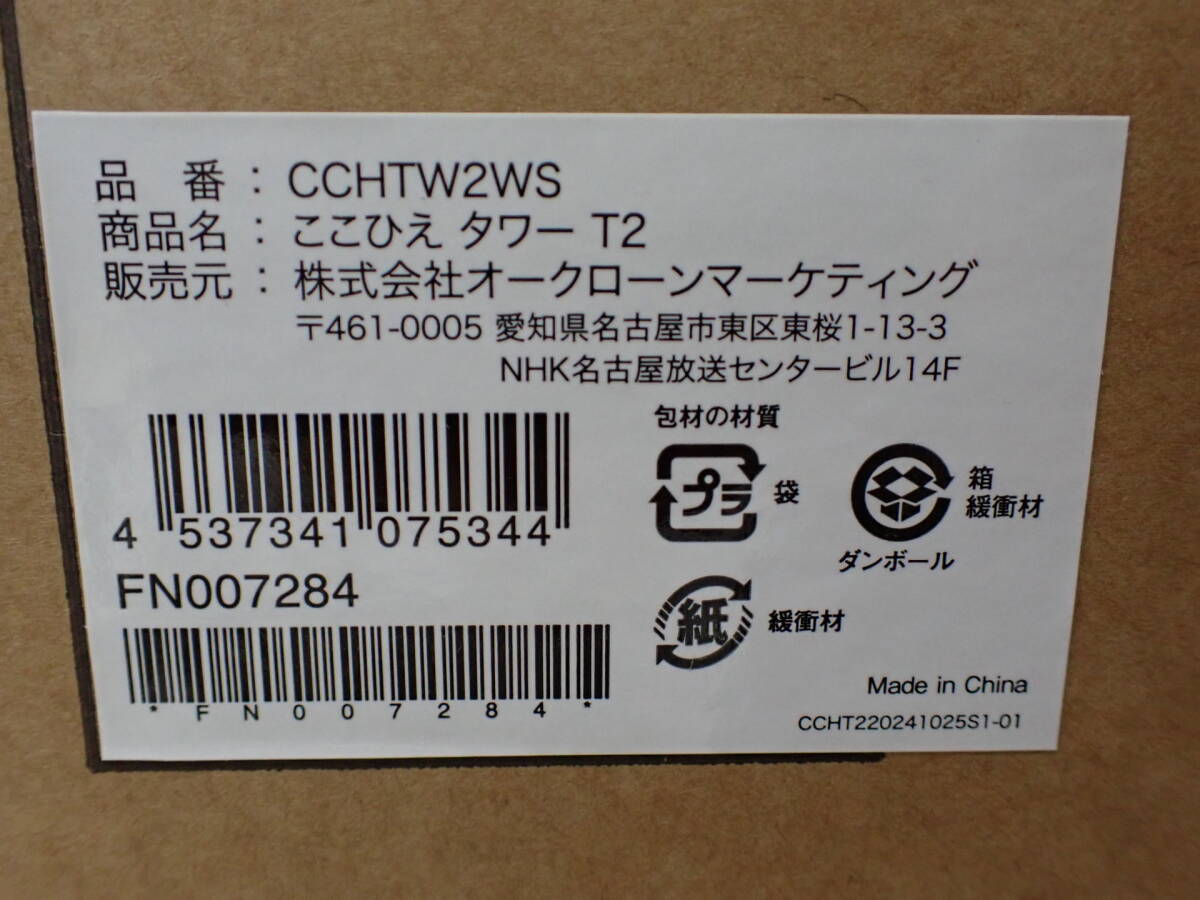 品 番 : CCHTW2WS
商品名 : ここひえ タワー T2
販売元 : 株式会社オークローンマーケティング
〒461-0005 愛知県名古屋市東区東桜1-13-3
NHK名古屋放送センタービル14F
包材の材質
プラ 袋
箱
緩衝材
ダンボール
4 537341 075344
FN007284
紙 緩衝材
*FN007284*
Made in China
CCHT220241025S1-01